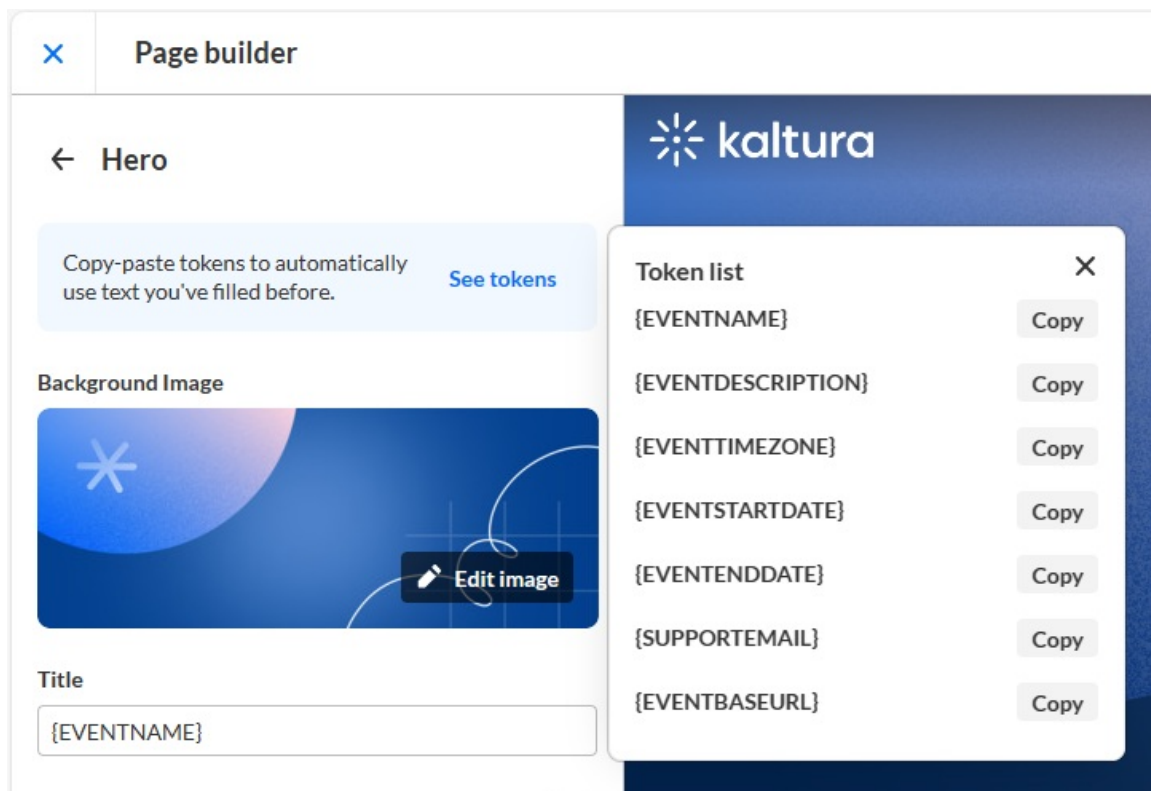 Page builder
Hero
kaltura
Copy-paste tokens to automatically
use text you've filled before.
See tokens
Background Image
Edit image
Title
{EVENTNAME}
Token list
{EVENTNAME} Copy
{EVENTDESCRIPTION} Copy
{EVENTTIMEZONE} Copy
{EVENTSTARTDATE} Copy
{EVENTENDDATE} Copy
{SUPPORTEMAIL} Copy
{EVENTBASEURL} Copy